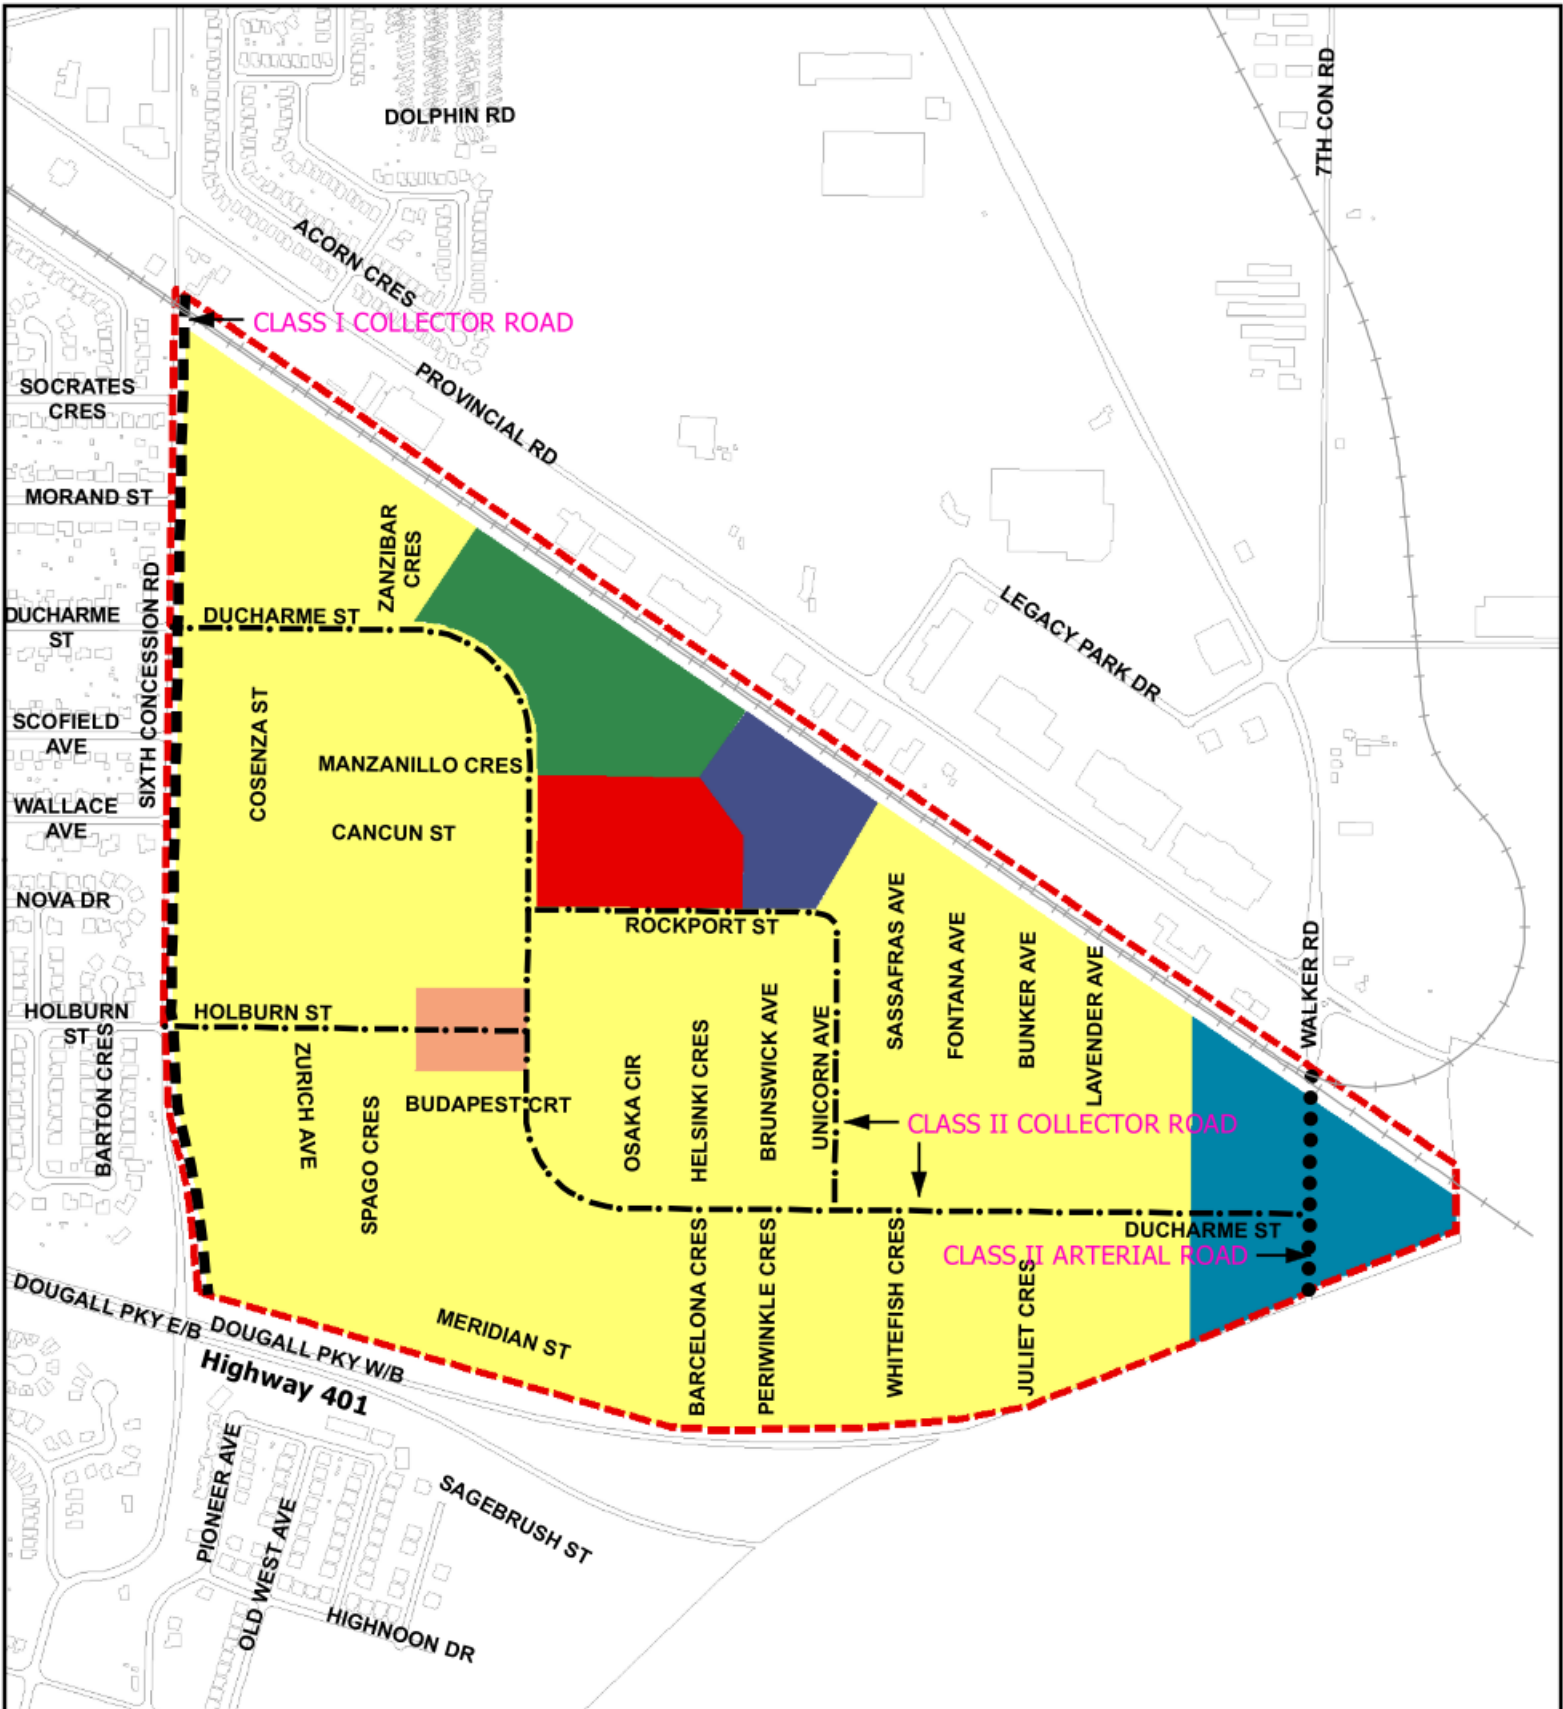 7TH CON RD
DOLPHIN RD
ACORN CRES
CLASS I COLLECTOR ROAD
PROVINCIAL RD
SOCRATES
CRES
MORAND ST
ZANZIBAR
CRES
LEGACY PARK DR
DUCHARME
ST
DUCHARME ST
SIXTH CONCESSION RD
COSENZA ST
SCOFIELD
AVE
MANZANILLO CRES
WALLACE
AVE
CANCUN ST
NOVA DR
ROCKPORT ST
SASSAFRAS AVE
FONTANA AVE
BUNKER AVE
LAVENDER AVE
WALKER RD
HOLBURN
ST
HOLBURN ST
BARTON CRES
ZURICH AVE
SPAGO CRES
BUDAPEST CRT
OSAKA CIR
HELSINKI CRES
BRUNSWICK AVE
UNICORN AVE
CLASS II COLLECTOR ROAD
DUCHARME ST
CLASS II ARTERIAL ROAD
BARCELONA CRES
PERIWINKLE CRES
WHITEFISH CRES
JULIET CRES
MERIDIAN ST
DOUGALL PKY E/B
DOUGALL PKY W/B
Highway 401
PIONEER AVE
OLD WEST AVE
SAGEBRUSH ST
HIGHNOON DR